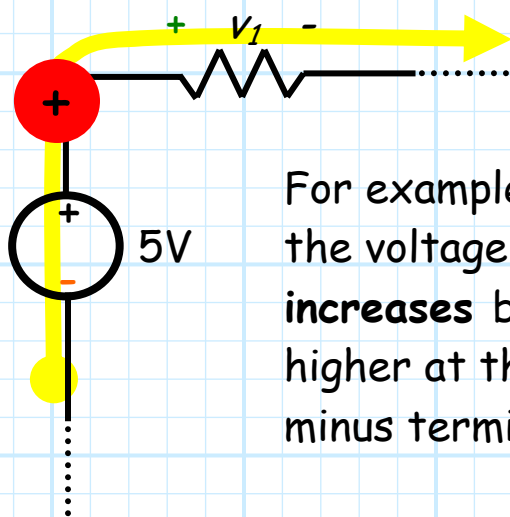 + v1 -
+
+
5V
-
For example
the voltage
increases b
higher at th
minus termi